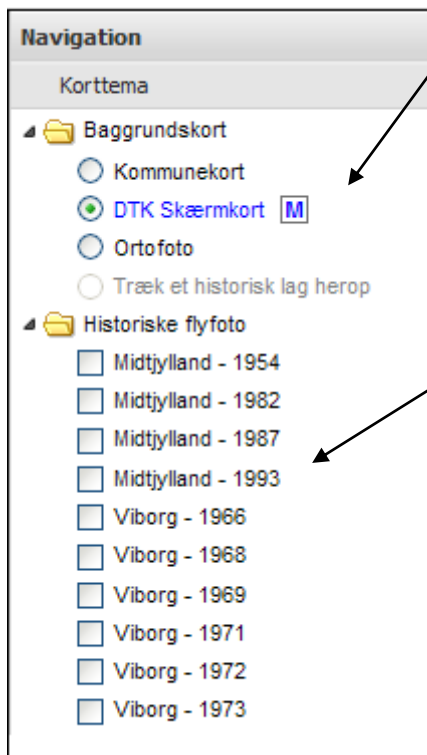 Navigation
Korttema
Baggrundskort
Kommunekort
DTK Skærmkort M
Ortofoto
Træk et historisk lag herop
Historiske flyfoto
Midtjylland - 1954
Midtjylland - 1982
Midtjylland - 1987
Midtjylland - 1993
Viborg - 1966
Viborg - 1968
Viborg - 1969
Viborg - 1971
Viborg - 1972
Viborg - 1973